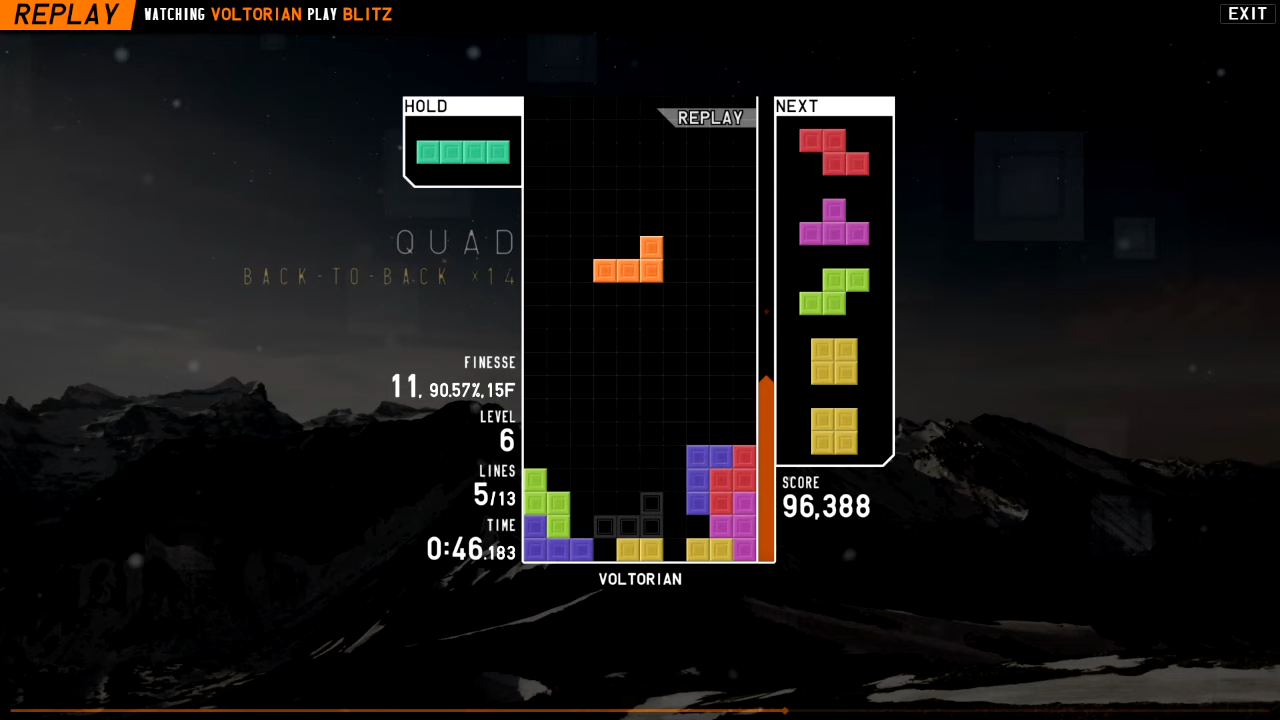 REPLAY WATCHING VOLTORIAN PLAY BLITZ EXIT
HOLD
NEXT
REPLAY
QUAD
BACK-TO-BACK ×14
FINESSE
11, 90.57%, 15F
LEVEL
6
LINES
5/13
TIME
0:46.183
SCORE
96,388
VOLTORIAN